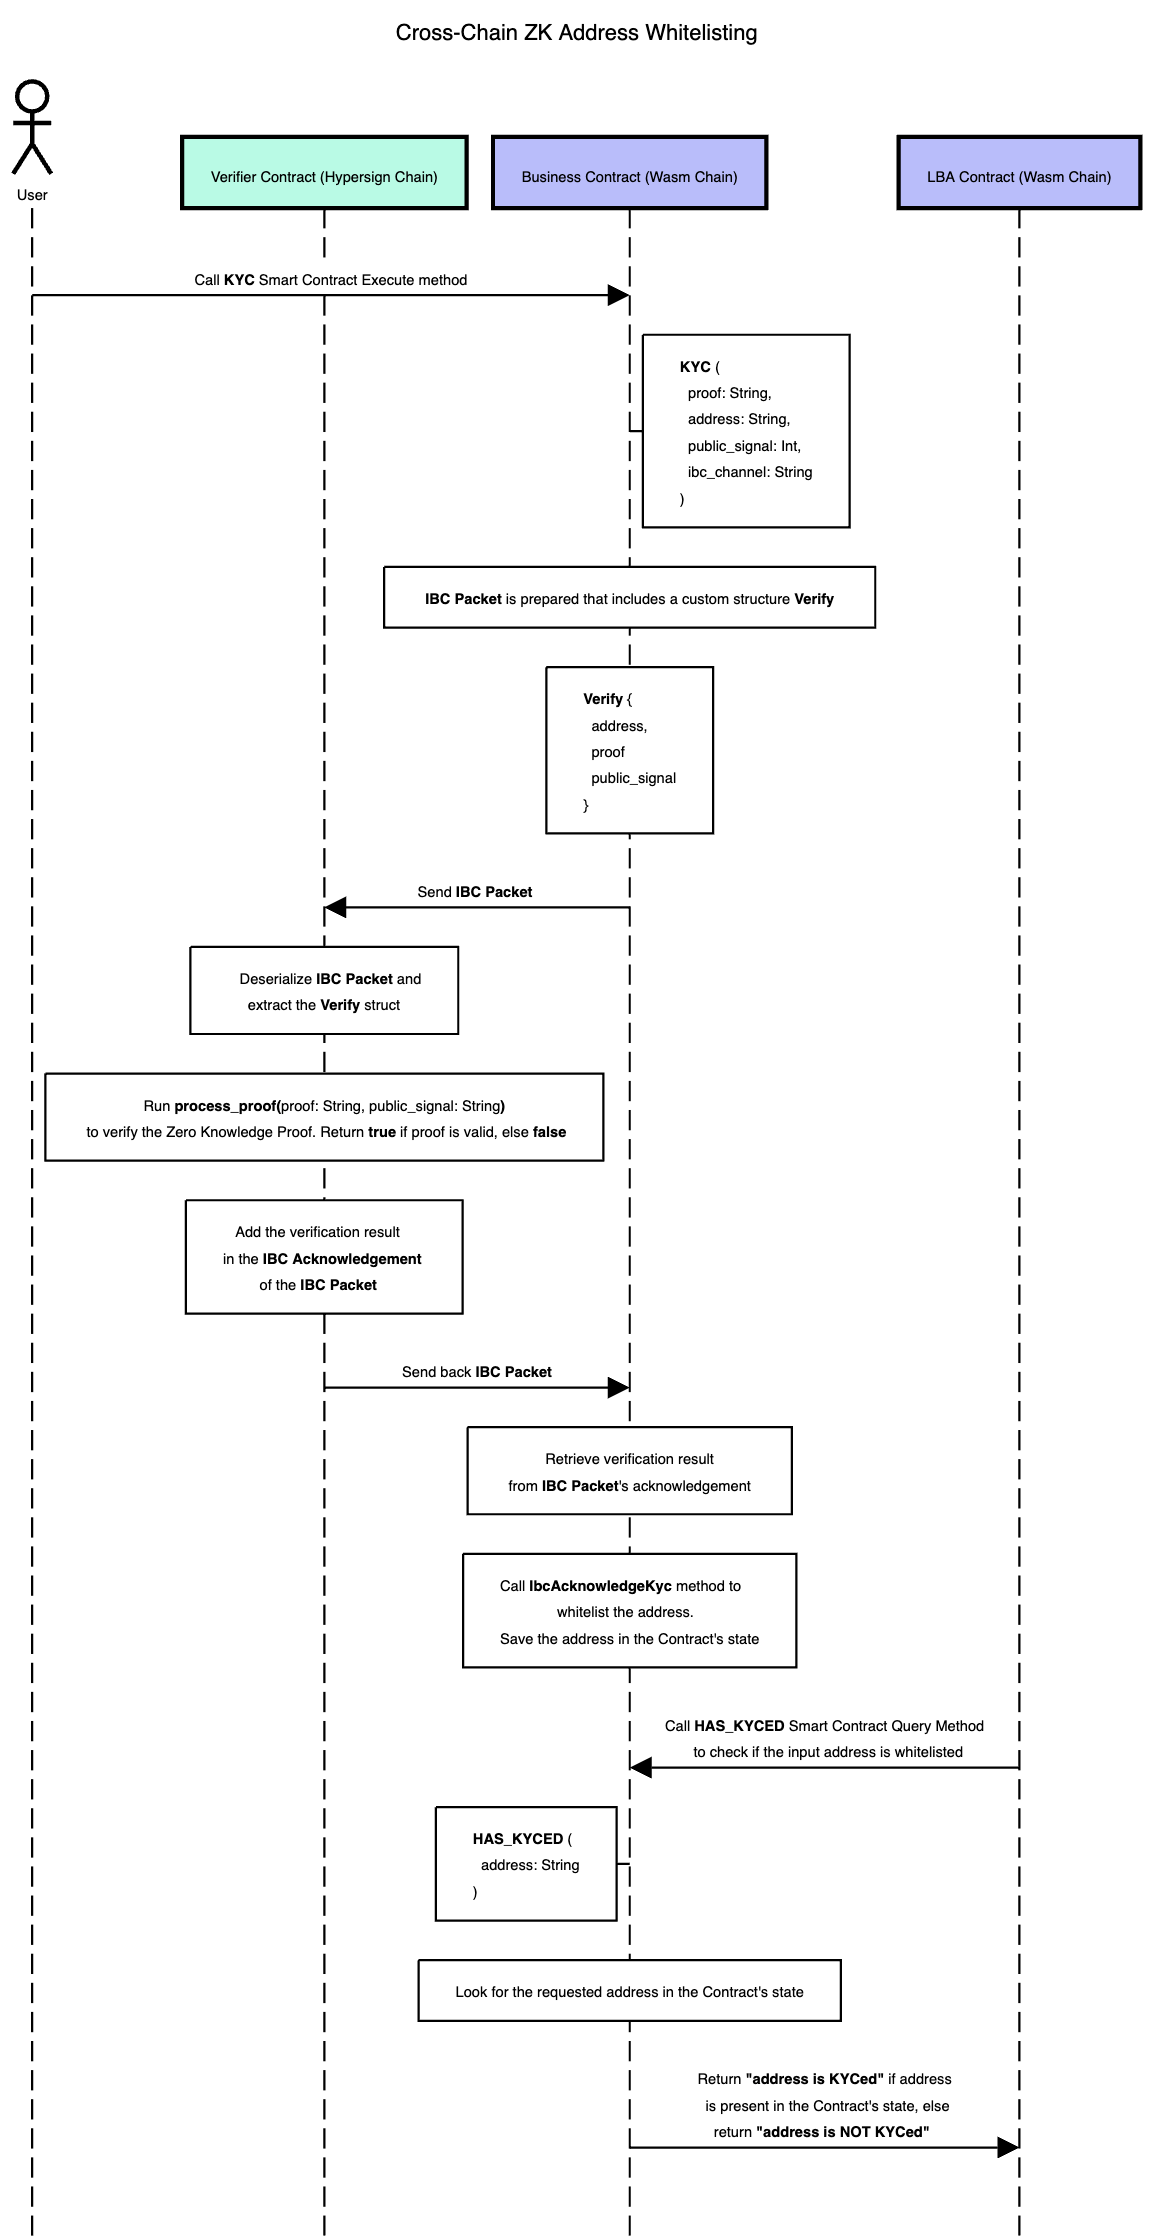 Cross-Chain ZK Address Whitelisting
User
Verifier Contract (Hypersign Chain)
Business Contract (Wasm Chain)
LBA Contract (Wasm Chain)
Call KYC Smart Contract Execute method
KYC (
proof: String,
address: String,
public_signal: Int,
ibc_channel: String
)
IBC Packet is prepared that includes a custom structure Verify
Verify {
address,
proof
public_signal
}
Send IBC Packet
Deserialize IBC Packet and
extract the Verify struct
Run process_proof(proof: String, public_signal: String)
to verify the Zero Knowledge Proof. Return true if proof is valid, else false
Add the verification result
in the IBC Acknowledgement
of the IBC Packet
Send back IBC Packet
Retrieve verification result
from IBC Packet's acknowledgement
Call IbcAcknowledgeKyc method to
whitelist the address.
Save the address in the Contract's state
Call HAS_KYCED Smart Contract Query Method
to check if the input address is whitelisted
HAS_KYCED (
address: String
)
Look for the requested address in the Contract's state
Return "address is KYCed" if address
is present in the Contract's state, else
return "address is NOT KYCed"